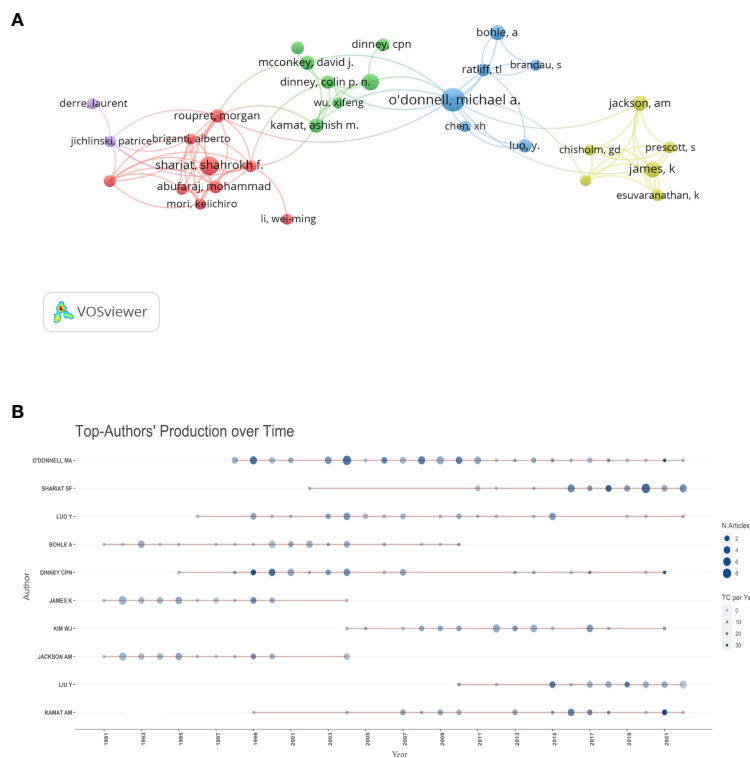 A
dinney, cpn
bohle, a
mcconkey, david j.
ratliff, tl
brandau, s
dinney, colin p. n.
derre, laurent
wu, xifeng
o'donnell, michael a.
jackson, am
roupret, morgan
kamat, ashish m.
chen, xh
jichlinski, patrice
briganti, alberto
luo, y.
chisholm, gd
prescott, s
shariat, shahrokh f.
james, k
abufaraj, mohammad
esuvaranathan, k
mori, keiichiro
li, wei-ming
VOSviewer
B
Top-Authors' Production over Time
O'DONNELL MA
SHARIAT SF
LUO Y
BOHLE A
DINNEY CPN
JAMES K
KIM WJ
JACKSON AM
LIU Y
KAMAT AM
Author
N.Articles
2
4
6
8
TC per Ye
0
10
20
30
1991
1993
1995
1997
1999
2001
2003
2005
2007
2009
2011
2013
2015
2017
2019
2021
Year